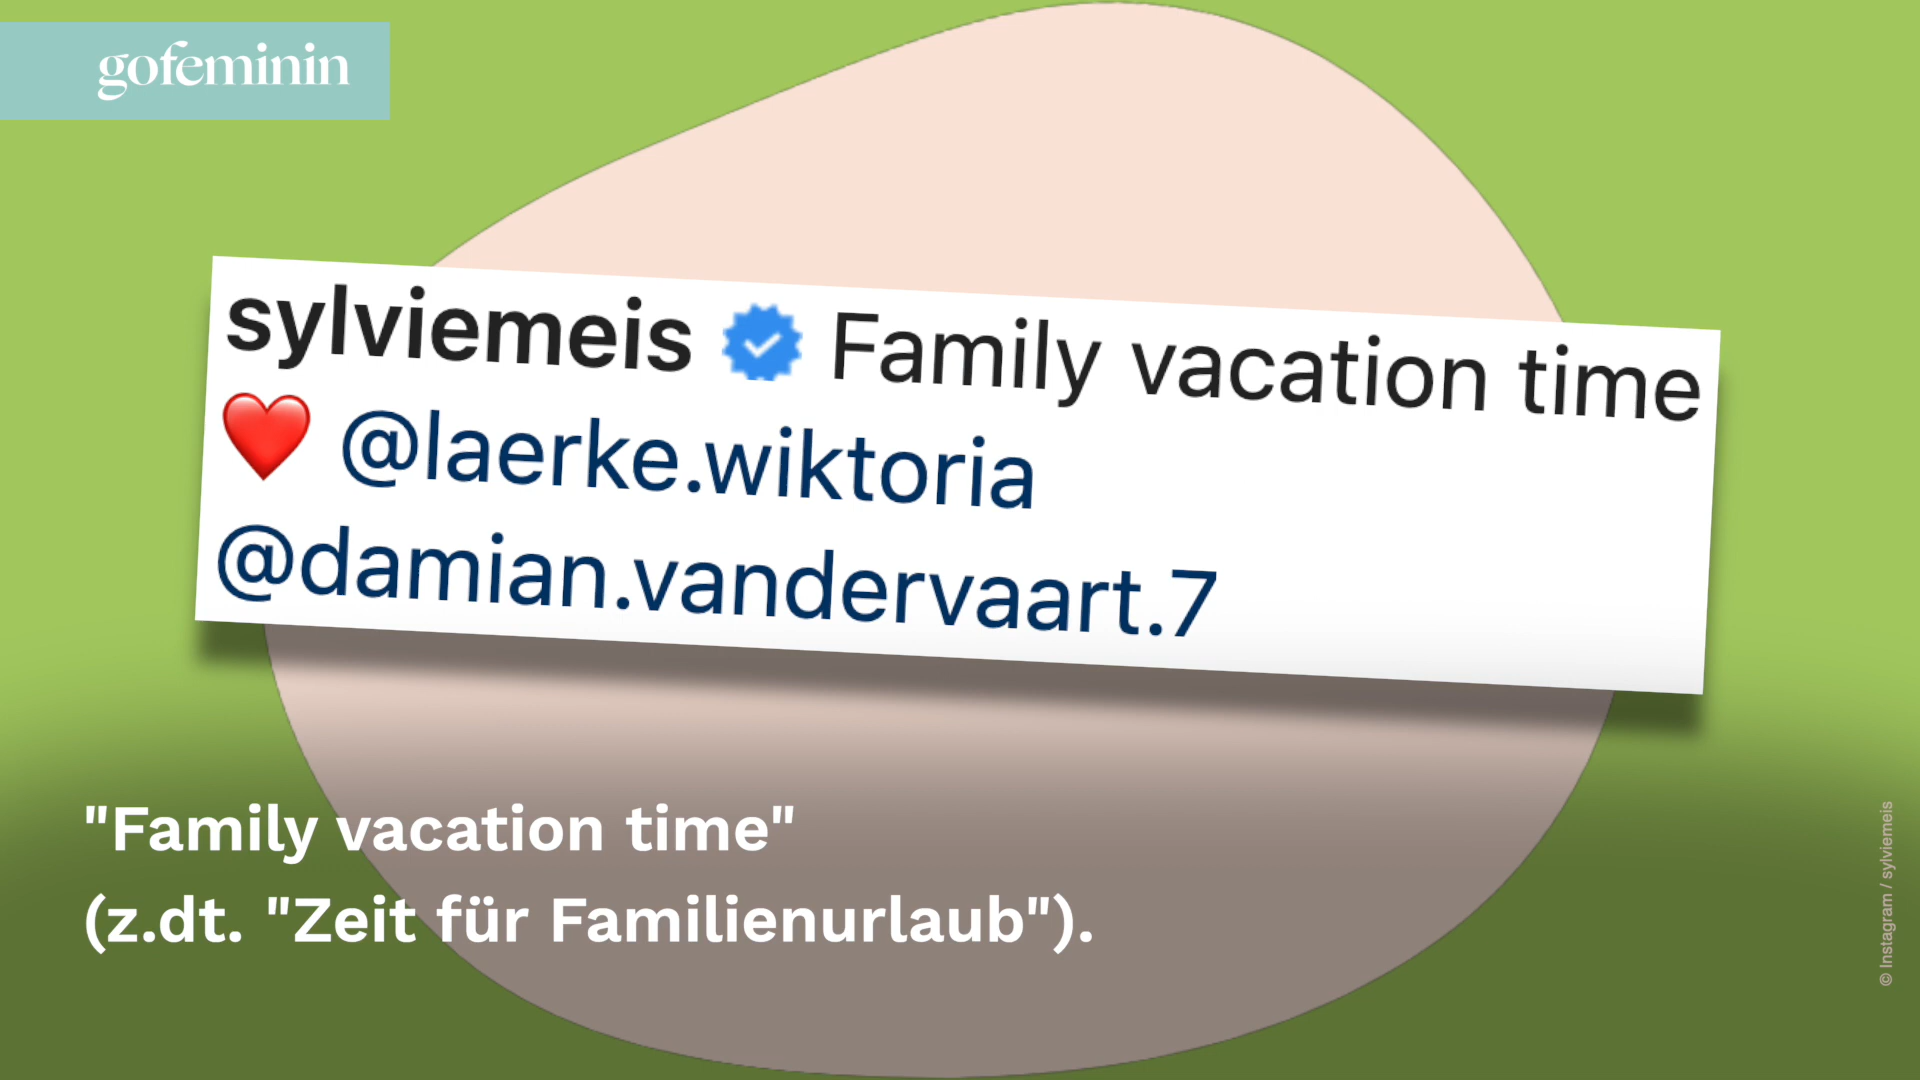 gofeminin
sylviemeis Family vacation time
❤️ @laerke.wiktoria
@damian.vandervaart.7
"Family vacation time"
(z.dt. "Zeit für Familienurlaub").
© Instagram / sylviemeis